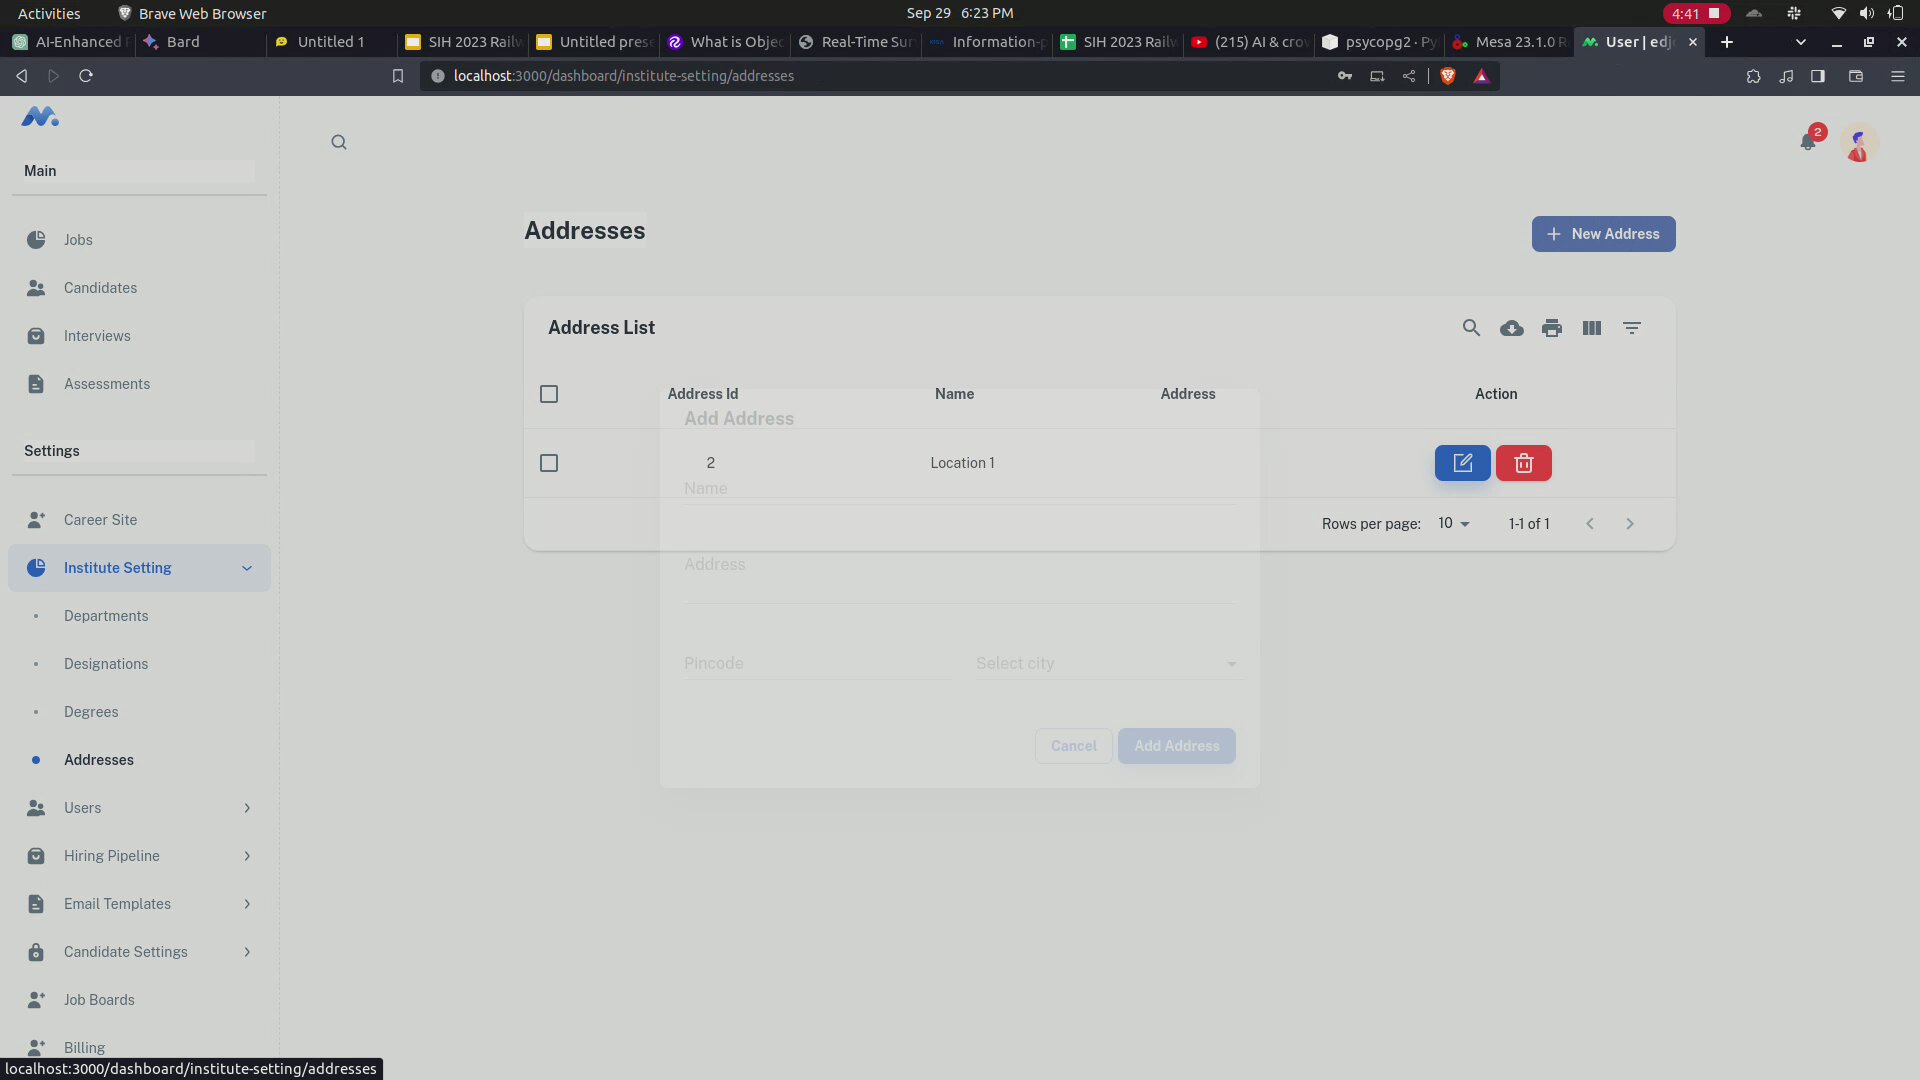 Activities
Brave Web Browser
Sep 29 6:23 PM
4:41
AI-Enhanced
Bard
Untitled 1
SIH 2023 Railw
Untitled prese
What is Objec
Real-Time Sur
Information-p
SIH 2023 Railw
(215) AI & crow
psycopg2 · Py
Mesa 23.1.0 R
User | edjo
localhost:3000/dashboard/institute-setting/addresses
Main
2
Jobs
Candidates
Interviews
Assessments
Settings
Career Site
Institute Setting
Departments
Designations
Degrees
Addresses
Users
Hiring Pipeline
Email Templates
Candidate Settings
Job Boards
Billing
Addresses
New Address
Address List
Address Id
Name
Address
Action
2
Location 1
Rows per page:
10
1-1 of 1
Add Address
Name
Address
Pincode
Select city
Cancel
Add Address
localhost:3000/dashboard/institute-setting/addresses